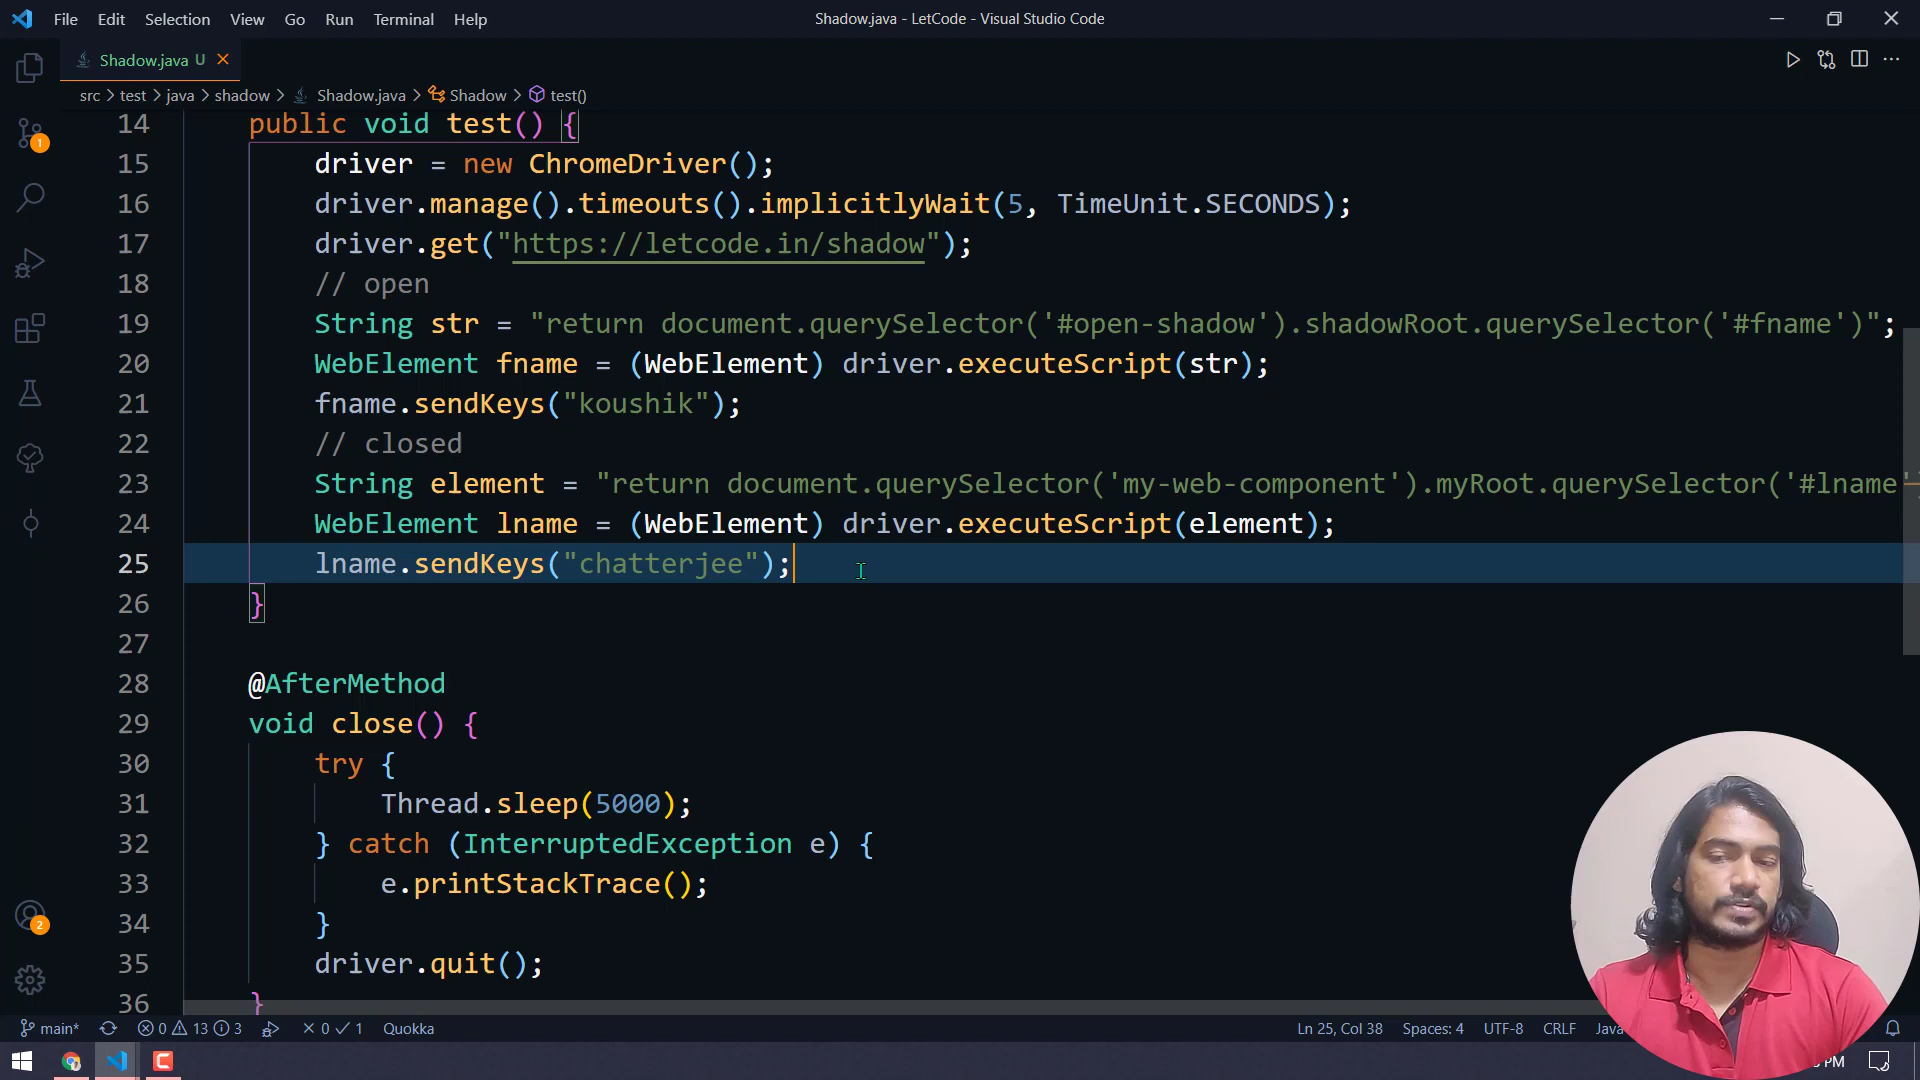 File Edit Selection View Go Run Terminal Help Shadow.java - LetCode - Visual Studio Code
Shadow.java U
src > test > java > shadow > Shadow.java > Shadow > test()
14 public void test() {
15 driver = new ChromeDriver();
16 driver.manage().timeouts().implicitlyWait(5, TimeUnit.SECONDS);
17 driver.get("https://letcode.in/shadow");
18 // open
19 String str = "return document.querySelector('#open-shadow').shadowRoot.querySelector('#fname')";
20 WebElement fname = (WebElement) driver.executeScript(str);
21 fname.sendKeys("koushik");
22 // closed
23 String element = "return document.querySelector('my-web-component').myRoot.querySelector('#lname'
24 WebElement lname = (WebElement) driver.executeScript(element);
25 lname.sendKeys("chatterjee");
26 }
27
28 @AfterMethod
29 void close() {
30 try {
31 Thread.sleep(5000);
32 } catch (InterruptedException e) {
33 e.printStackTrace();
34 }
35 driver.quit();
36 }
1
2
main* 0 13 3 0 1 Quokka Ln 25, Col 38 Spaces: 4 UTF-8 CRLF Java
PM